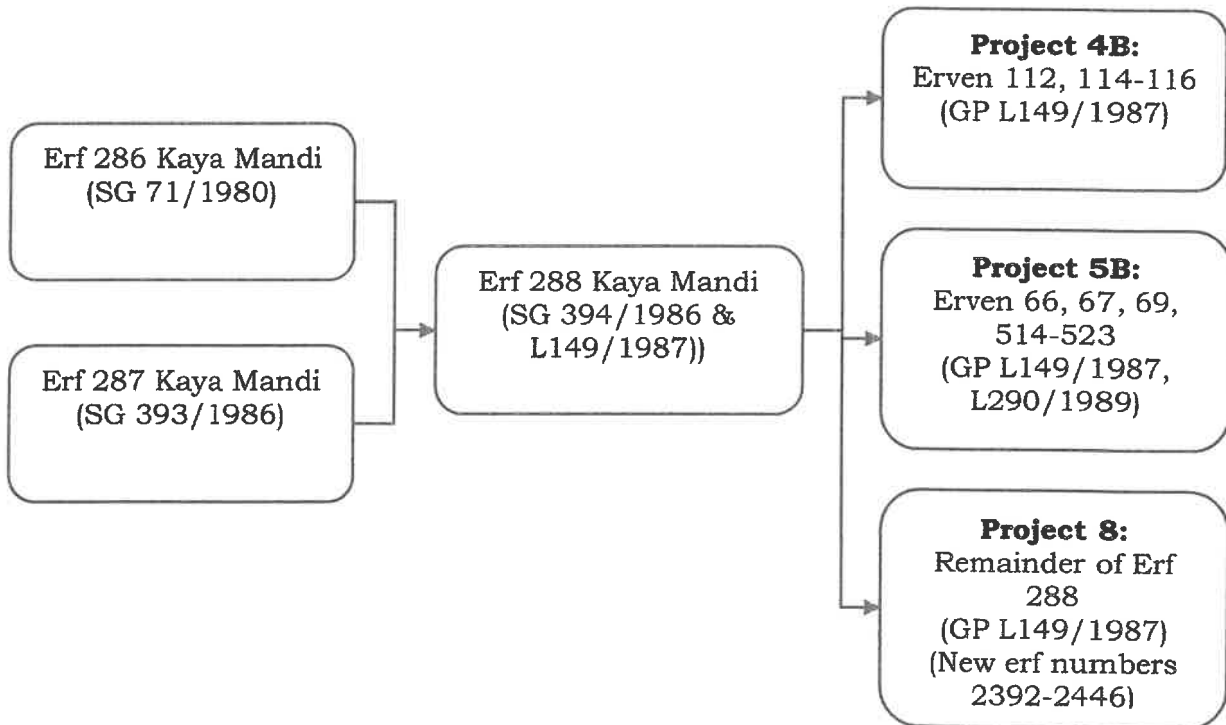 Erf 286 Kaya Mandi
(SG 71/1980)
Erf 287 Kaya Mandi
(SG 393/1986)
Erf 288 Kaya Mandi
(SG 394/1986 &
L149/1987))
Project 4B:
Erven 112, 114-116
(GP L149/1987)
Project 5B:
Erven 66, 67, 69,
514-523
(GP L149/1987,
L290/1989)
Project 8:
Remainder of Erf
288
(GP L149/1987)
(New erf numbers
2392-2446)